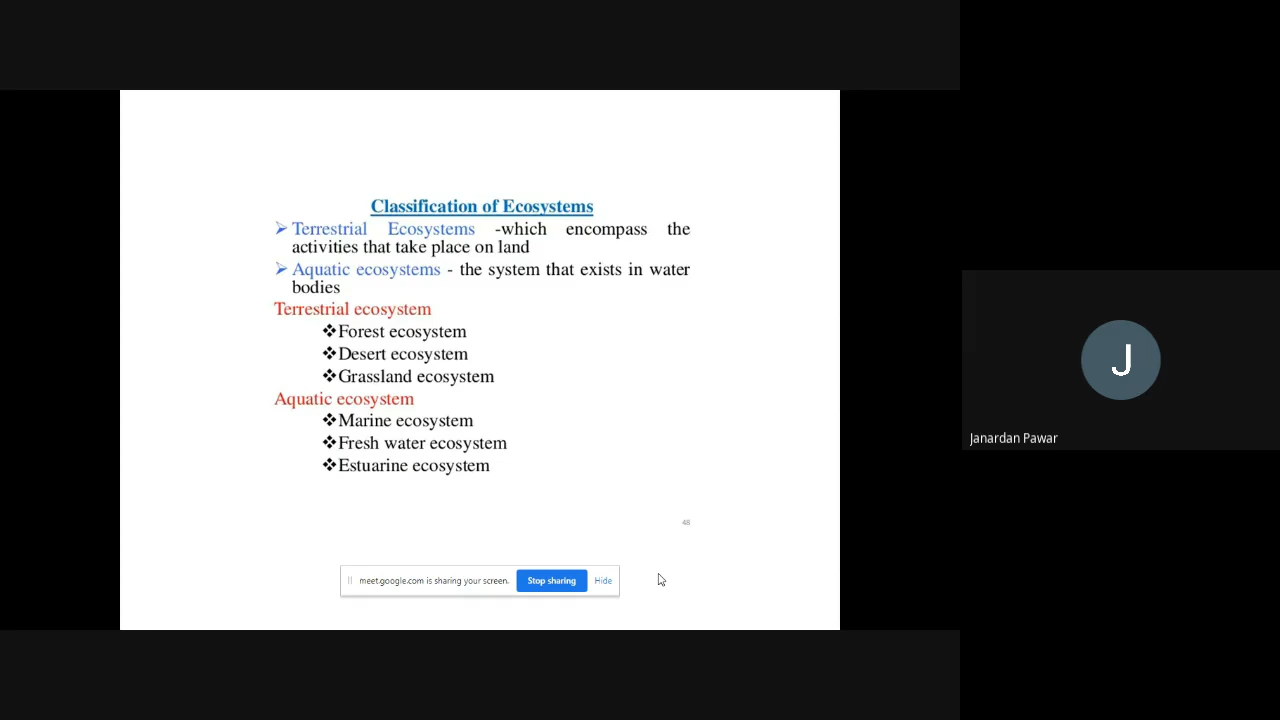 Classification of Ecosystems
➢ Terrestrial Ecosystems -which encompass the
activities that take place on land
➢ Aquatic ecosystems - the system that exists in water
bodies
Terrestrial ecosystem
❖Forest ecosystem
❖Desert ecosystem
❖Grassland ecosystem
Aquatic ecosystem
❖Marine ecosystem
❖Fresh water ecosystem
❖Estuarine ecosystem
48
meet.google.com is sharing your screen. Stop sharing Hide
J
Janardan Pawar